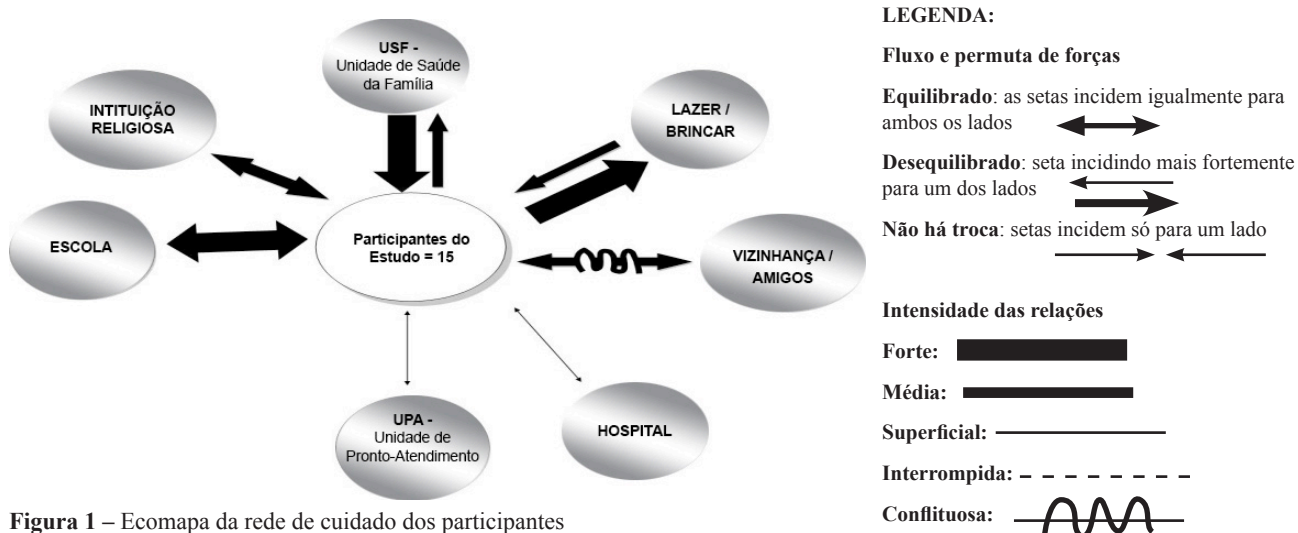 USF -
Unidade de Saúde
da Família
INTITUIÇÃO
RELIGIOSA
LAZER /
BRINCAR
ESCOLA
Participantes do
Estudo = 15
VIZINHANÇA /
AMIGOS
UPA -
Unidade de
Pronto-Atendimento
HOSPITAL
Figura 1 – Ecomapa da rede de cuidado dos participantes
LEGENDA:
Fluxo e permuta de forças
Equilibrado: as setas incidem igualmente para
ambos os lados
Desequilibrado: seta incidindo mais fortemente
para um dos lados
Não há troca: setas incidem só para um lado
Intensidade das relações
Forte:
Média:
Superficial:
Interrompida:
Conflituosa: